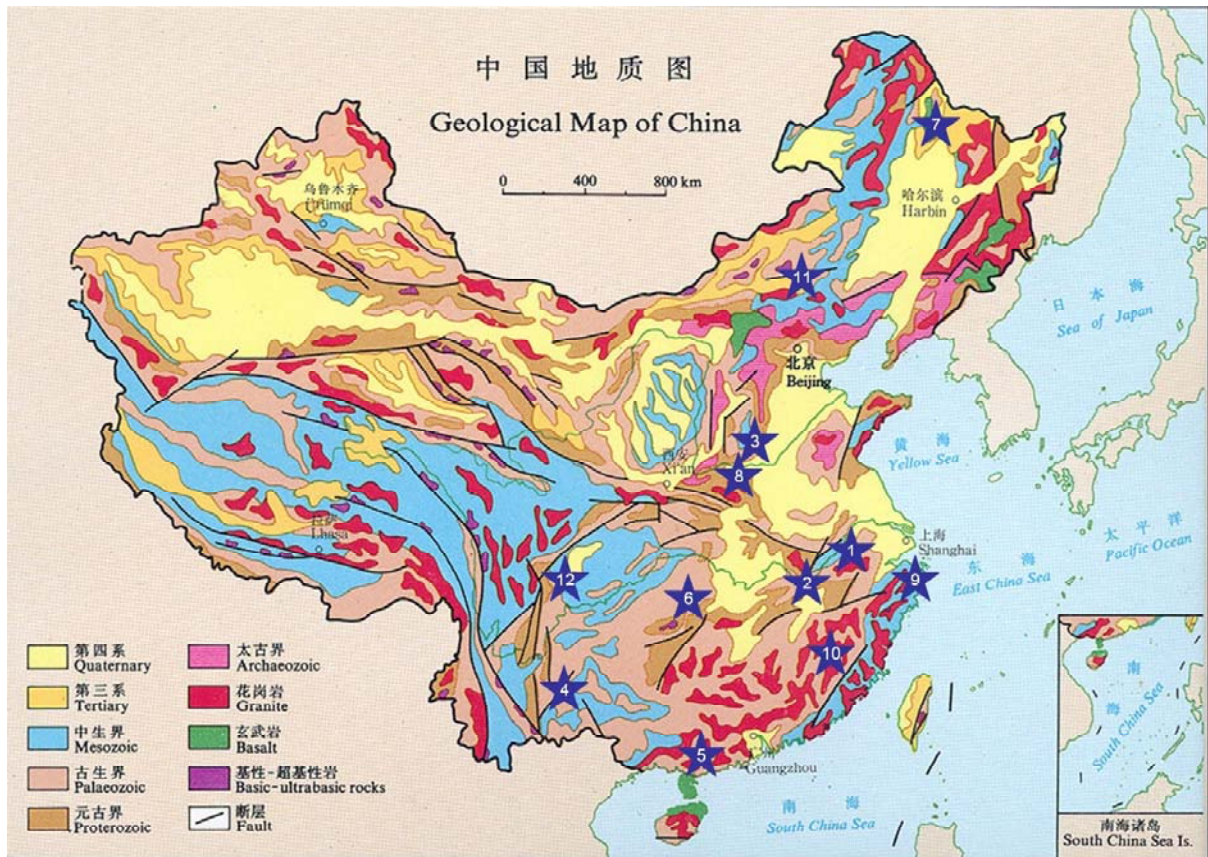 中国地质图
Geological Map of China
0 400 800 km
7
乌鲁木齐
Ürümqi
哈尔滨
Harbin
11
日本海
Sea of Japan
北京
Beijing
3
西安
Xi'an
8
黄海
Yellow Sea
拉萨
Lhasa
上海
Shanghai
太平洋
Pacific Ocean
1
东海
East China Sea
12
2
9
6
10
4
5
广州
Guangzhou
南海
South China Sea
第四系
Quaternary
第三系
Tertiary
中生界
Mesozoic
古生界
Palaeozoic
元古界
Proterozoic
太古界
Archaeozoic
花岗岩
Granite
玄武岩
Basalt
基性-超基性岩
Basic-ultrabasic rocks
断层
Fault
南海
South China Sea
南海诸岛
South China Sea Is.